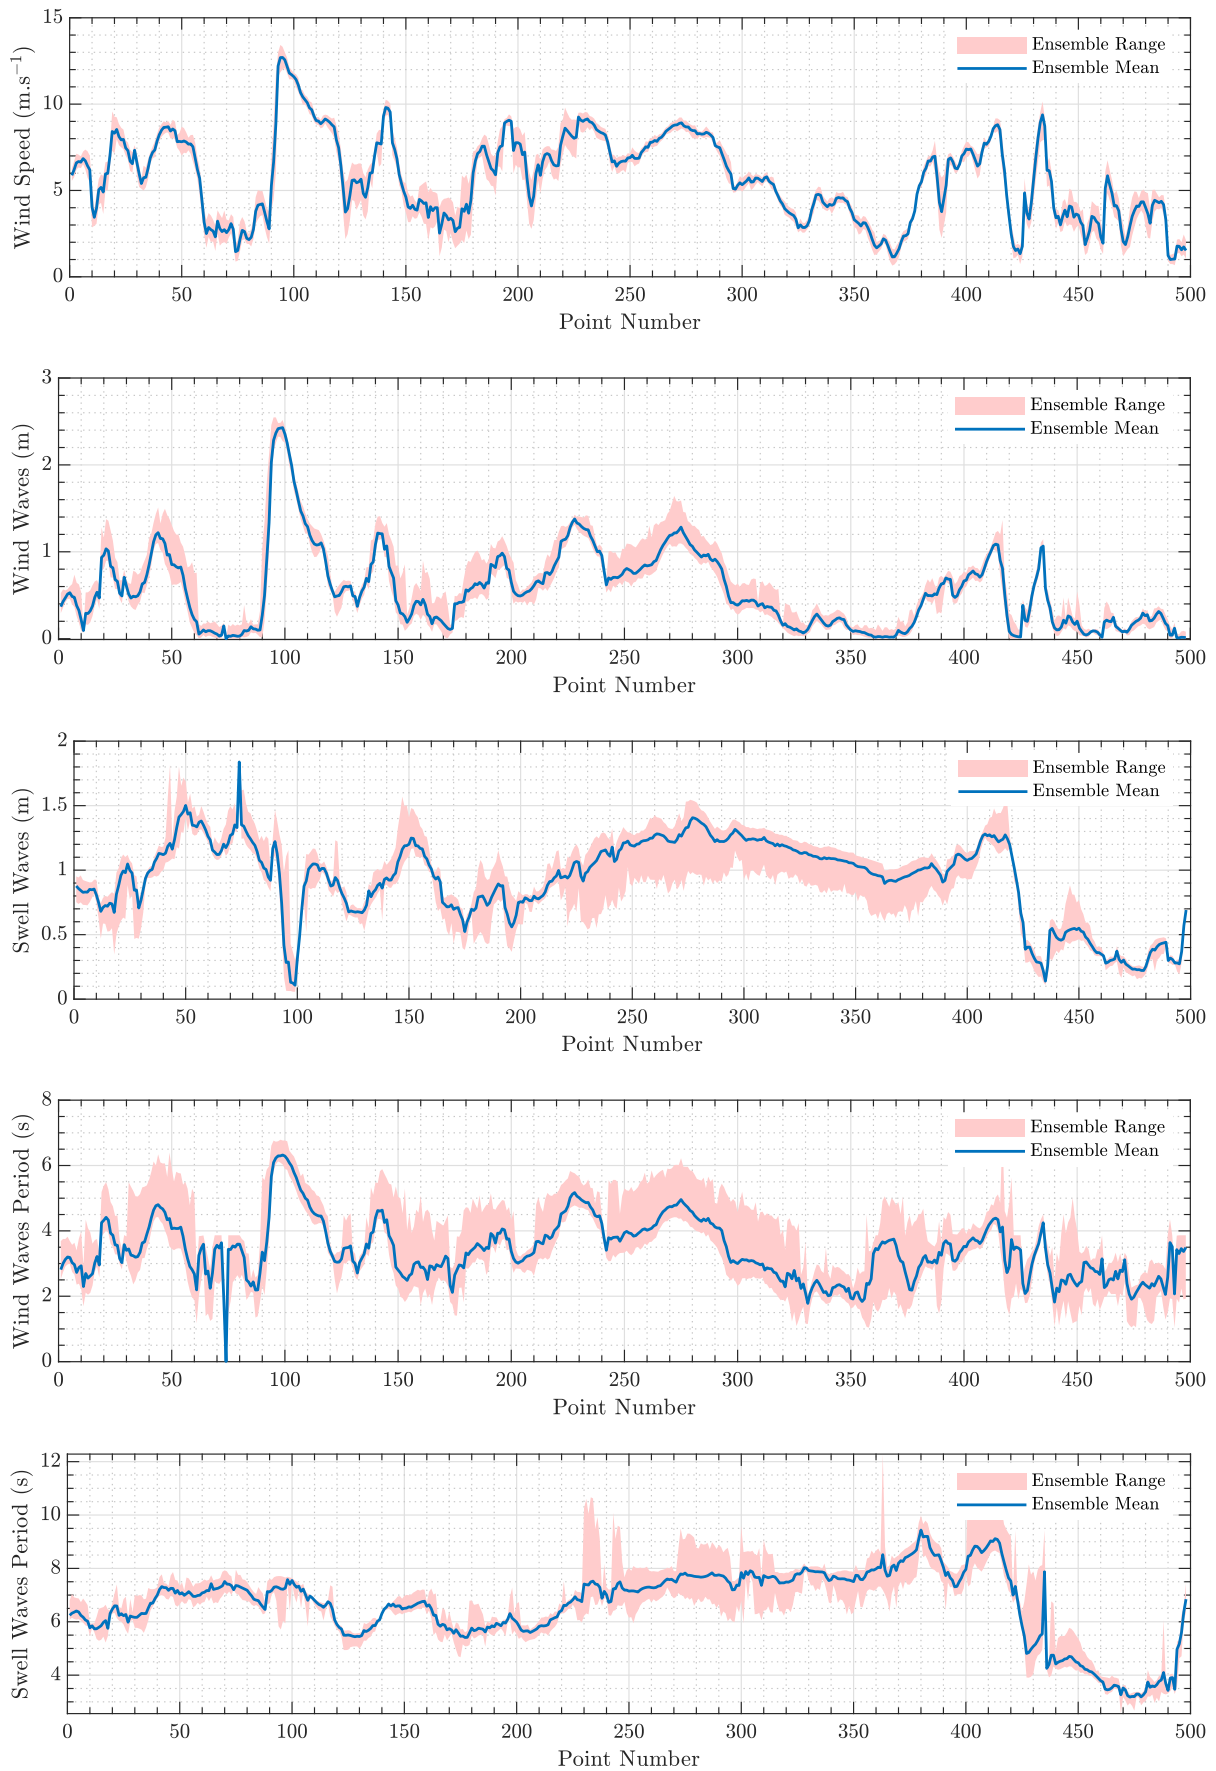 15
10
5
0
Wind Speed (m.s⁻¹)
Ensemble Range
Ensemble Mean
0 50 100 150 200 250 300 350 400 450 500
Point Number
3
2
1
0
Wind Waves (m)
Ensemble Range
Ensemble Mean
0 50 100 150 200 250 300 350 400 450 500
Point Number
2
1.5
1
0.5
0
Swell Waves (m)
Ensemble Range
Ensemble Mean
0 50 100 150 200 250 300 350 400 450 500
Point Number
8
6
4
2
0
Wind Waves Period (s)
Ensemble Range
Ensemble Mean
0 50 100 150 200 250 300 350 400 450 500
Point Number
12
10
8
6
4
Swell Waves Period (s)
Ensemble Range
Ensemble Mean
0 50 100 150 200 250 300 350 400 450 500
Point Number